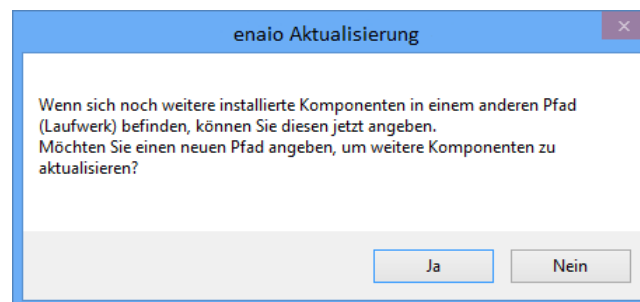 enaio Aktualisierung
Wenn sich noch weitere installierte Komponenten in einem anderen Pfad
(Laufwerk) befinden, können Sie diesen jetzt angeben.
Möchten Sie einen neuen Pfad angeben, um weitere Komponenten zu
aktualisieren?
Ja
Nein